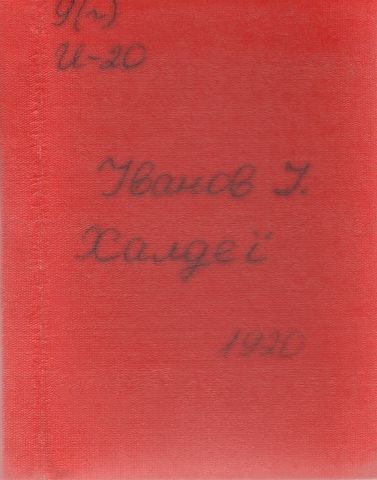 9(г)
И-20
Іванов І.
Халдеї
1920